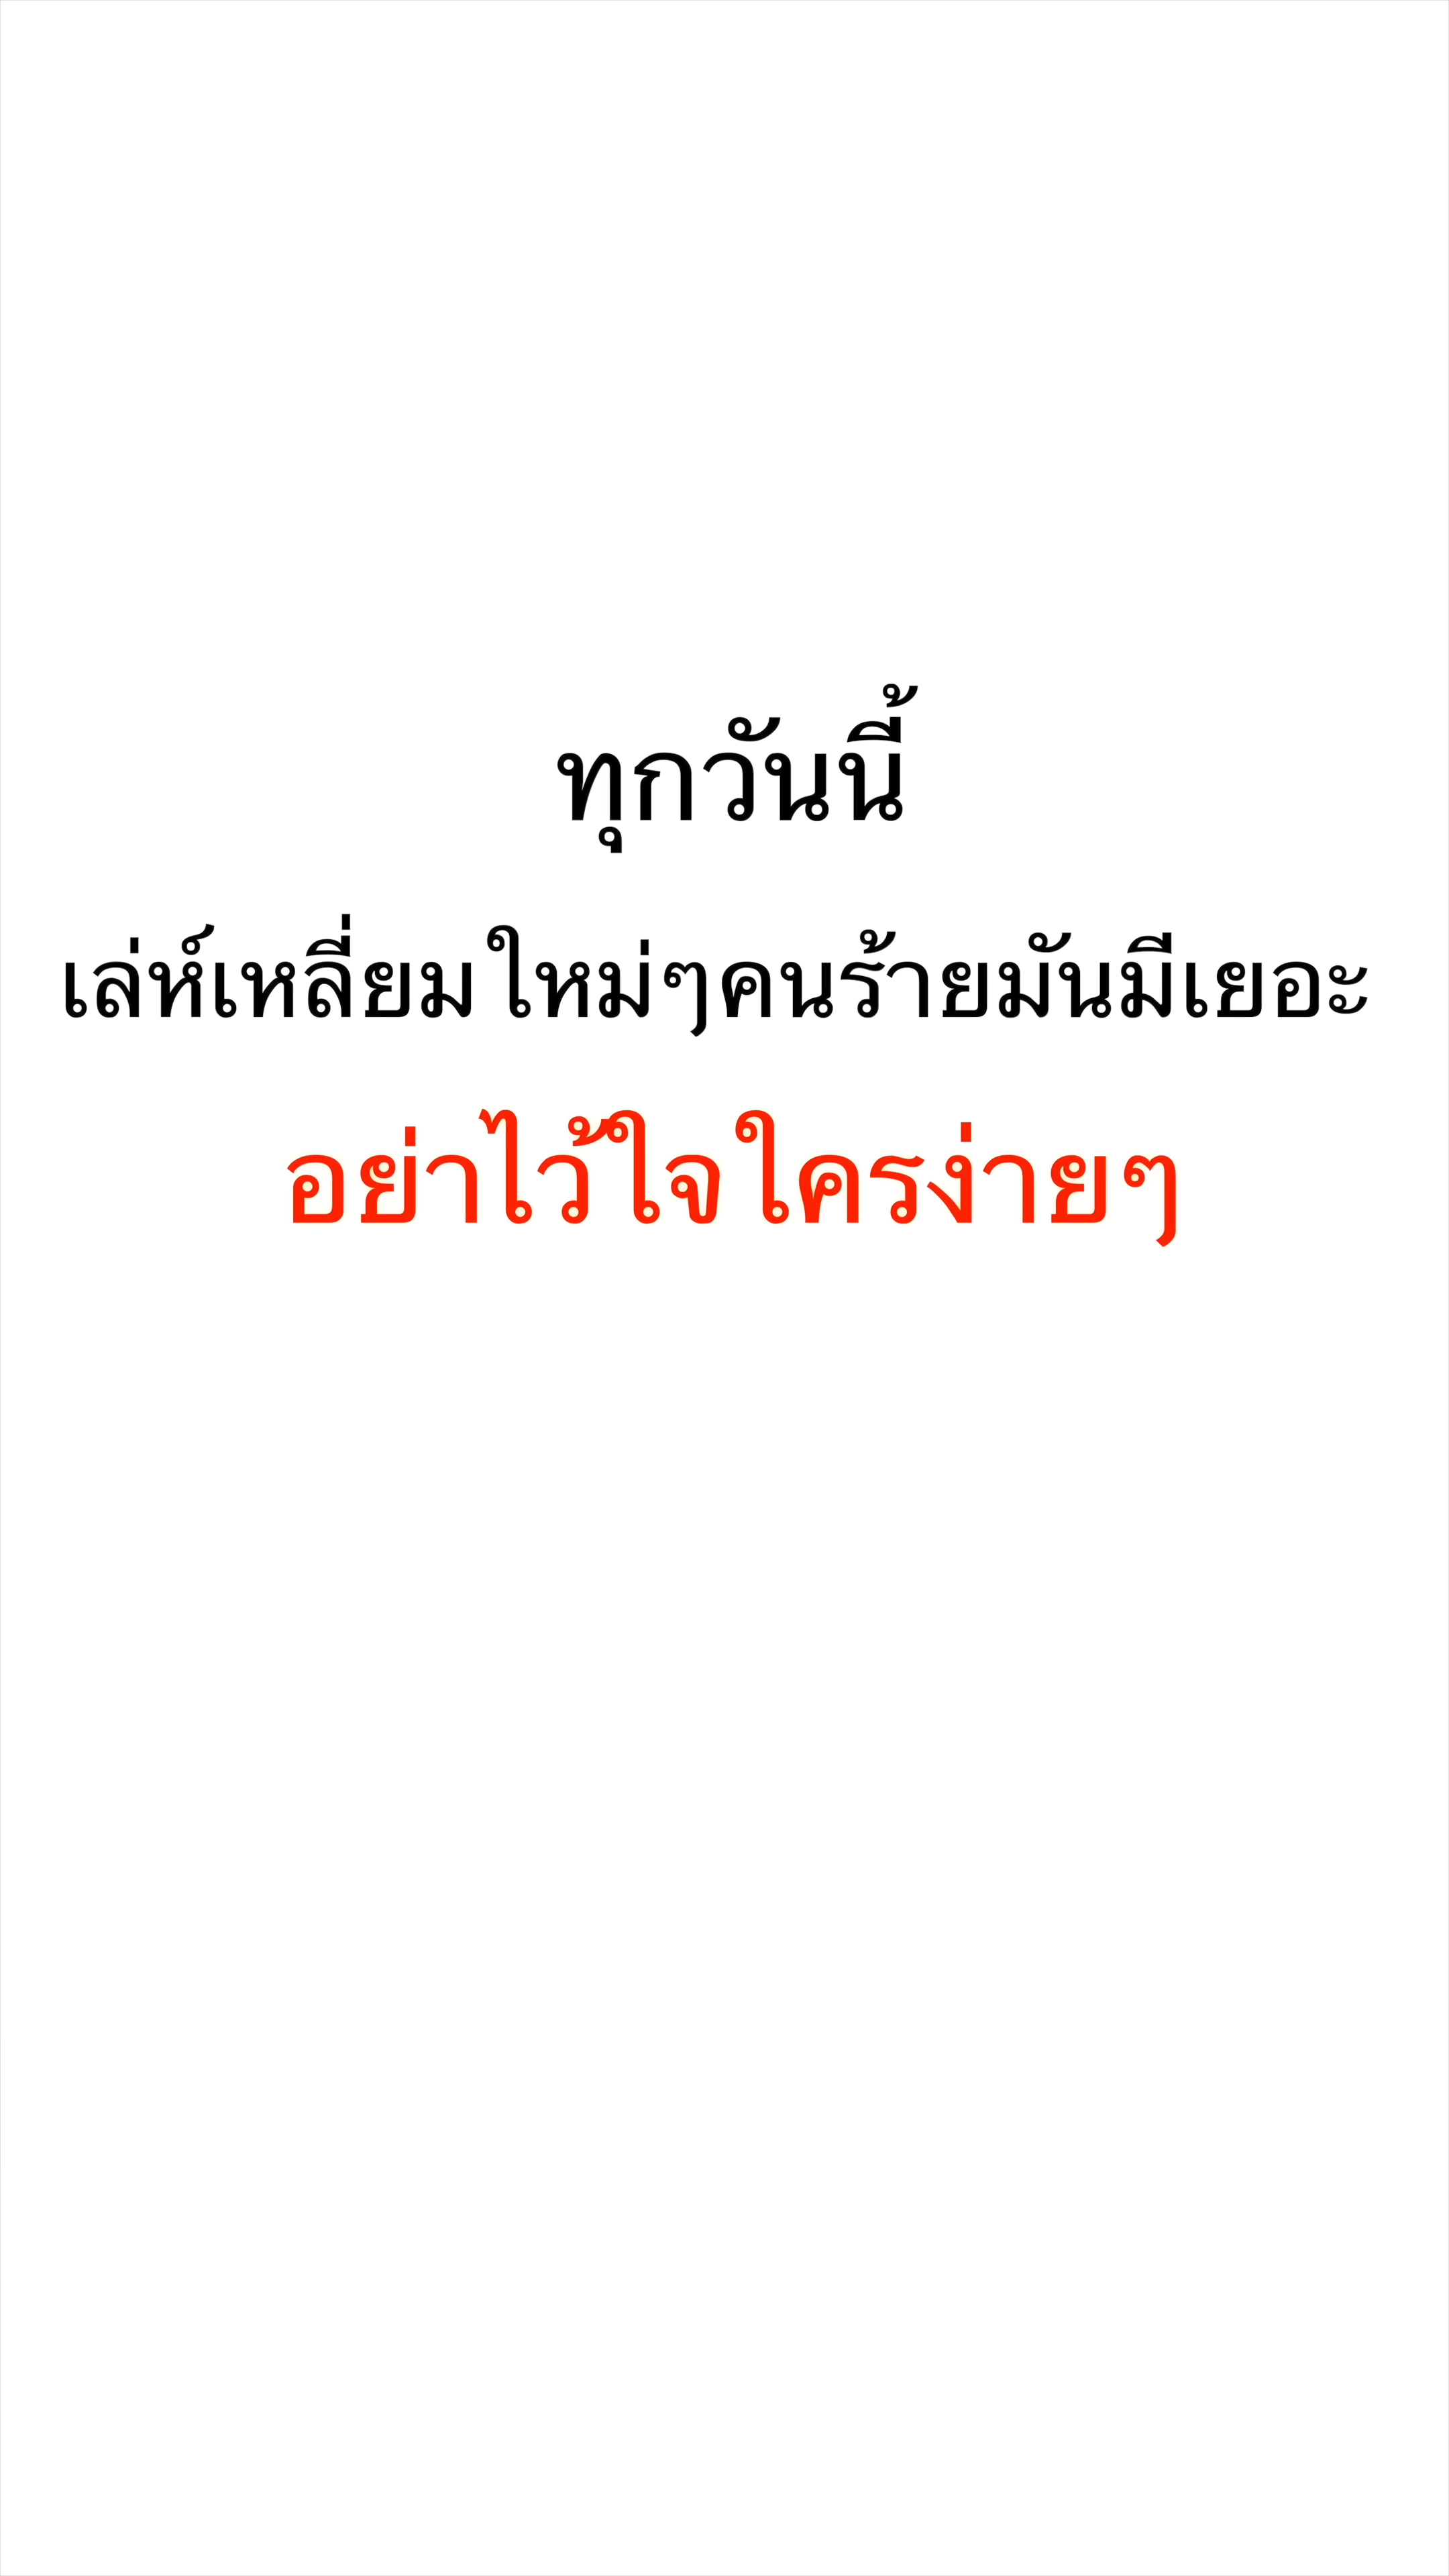 ทุกวันนี้
เล่ห์เหลี่ยมใหม่ๆคนร้ายมันมีเยอะ
อย่าไว้ใจใครง่ายๆ